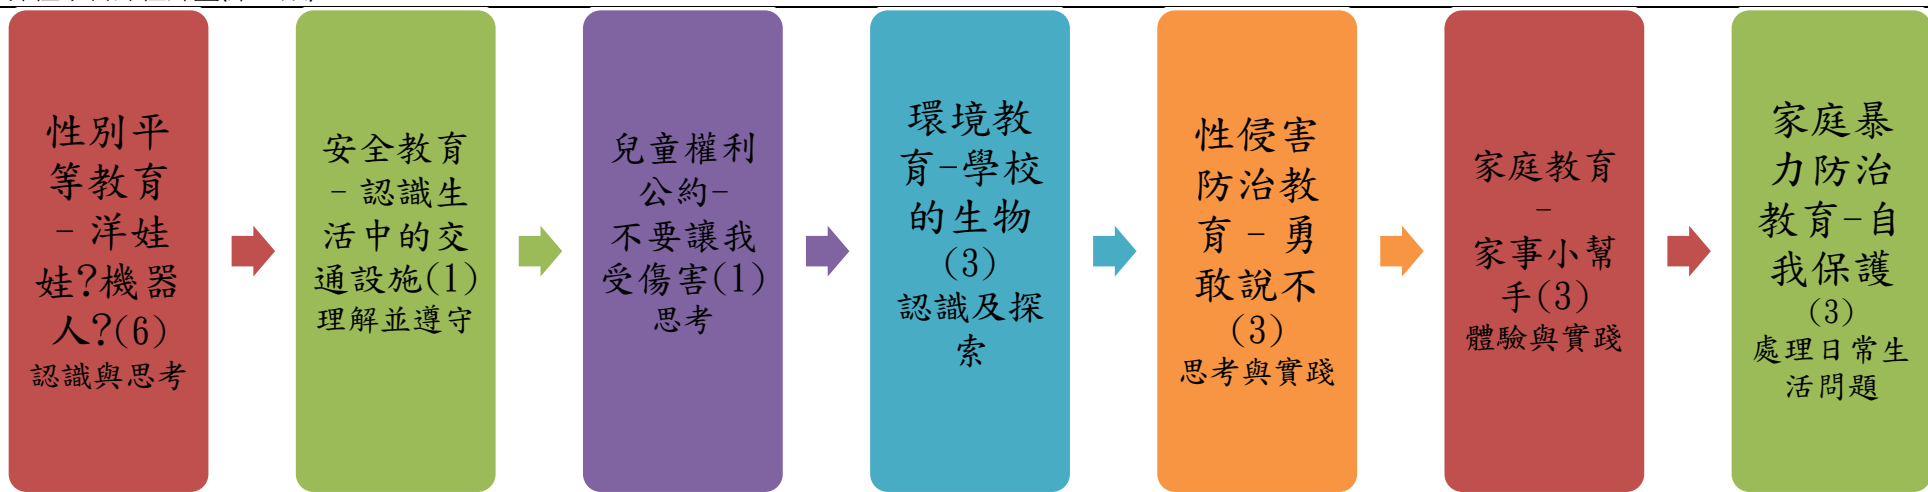 性別平
等教育
-洋娃
娃?機器
人?(6)
認識與思考
安全教育
-認識生
活中的交
通設施(1)
理解並遵守
兒童權利
公約-
不要讓我
受傷害(1)
思考
環境教
育-學校
的生物
(3)
認識及探
索
性侵害
防治教
育-勇
敢說不
(3)
思考與實踐
家庭教育
-
家事小幫
手(3)
體驗與實踐
家庭暴
力防治
教育-自
我保護
(3)
處理日常生
活問題